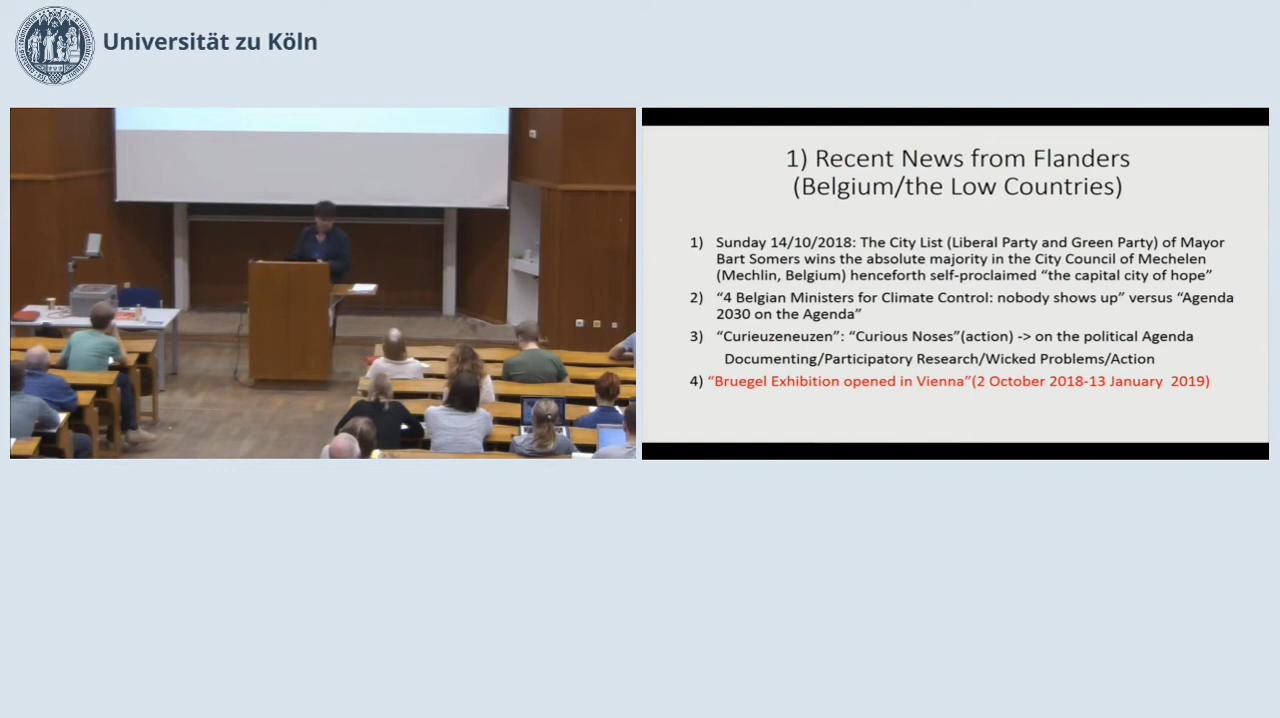 Universität zu Köln
1) Recent News from Flanders
(Belgium/the Low Countries)
1) Sunday 14/10/2018: The City List (Liberal Party and Green Party) of Mayor
Bart Somers wins the absolute majority in the City Council of Mechelen
(Mechlin, Belgium) henceforth self-proclaimed “the capital city of hope”
2) “4 Belgian Ministers for Climate Control: nobody shows up” versus “Agenda
2030 on the Agenda”
3) “Curieuzeneuzen”: “Curious Noses”(action) -> on the political Agenda
Documenting/Participatory Research/Wicked Problems/Action
4) “Bruegel Exhibition opened in Vienna”(2 October 2018-13 January 2019)